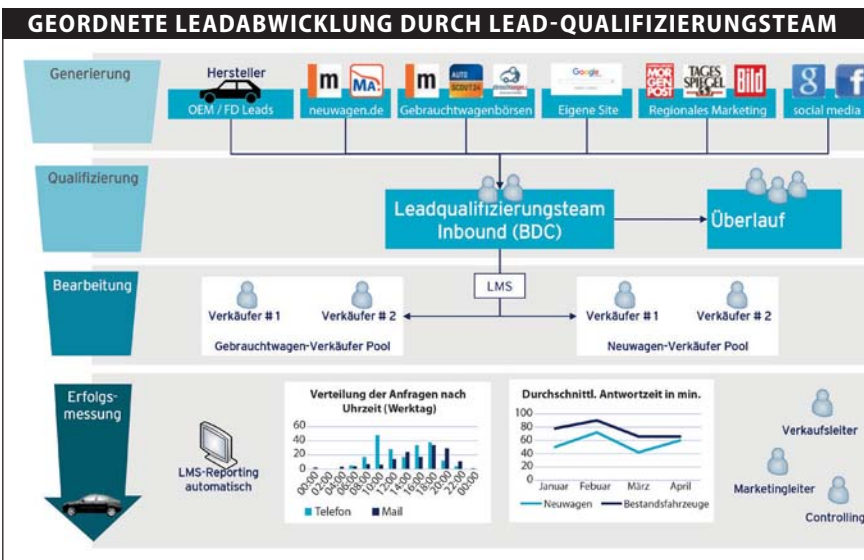 GEORDNETE LEADABWICKLUNG DURCH LEAD-QUALIFIZIERUNGSTEAM
Generierung
Hersteller
OEM / FD Leads
m
MA:
neuwagen.de
m
AUTO
SCOUT24
Gebrauchtwagenbörsen
Google
Eigene Site
MOR
GEN
POST
TAGES
SPIEGEL
Bild
Regionales Marketing
g
f
social media
Qualifizierung
Leadqualifizierungsteam
Inbound (BDC)
Überlauf
Bearbeitung
LMS
Verkäufer # 1
Verkäufer # 2
Gebrauchtwagen-Verkäufer Pool
Verkäufer # 1
Verkäufer # 2
Neuwagen-Verkäufer Pool
Erfolgs-
messung
LMS-Reporting
automatisch
Verteilung der Anfragen nach
Uhrzeit (Werktag)
60
40
20
0
00:00 02:00 04:00 06:00 08:00 10:00 12:00 14:00 16:00 18:00 20:00 22:00 00:00
Telefon Mail
Durchschnittl. Antwortzeit in min.
100
80
60
40
20
0
Januar Febuar März April
Neuwagen Bestandsfahrzeuge
Verkaufsleiter
Marketingleiter
Controlling